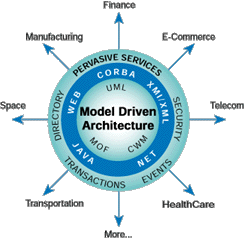 Finance
Manufacturing
E-Commerce
PERVASIVE SERVICES
CORBA
WEB
XMI/XML
UML
DIRECTORY
SECURITY
Space
Model Driven
Architecture
Telecom
MOF
CWM
JAVA
.NET
TRANSACTIONS
EVENTS
Transportation
HealthCare
More...